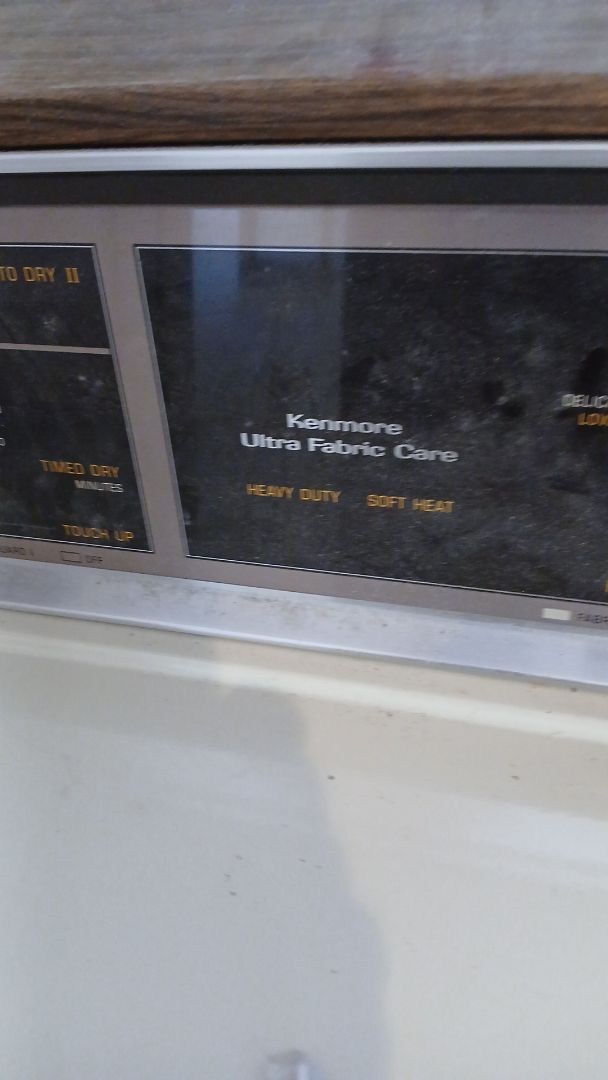 TO DRY II
TIMED DRY
MINUTES
TOUCH UP
OFF
Kenmore
Ultra Fabric Care
HEAVY DUTY SOFT HEAT